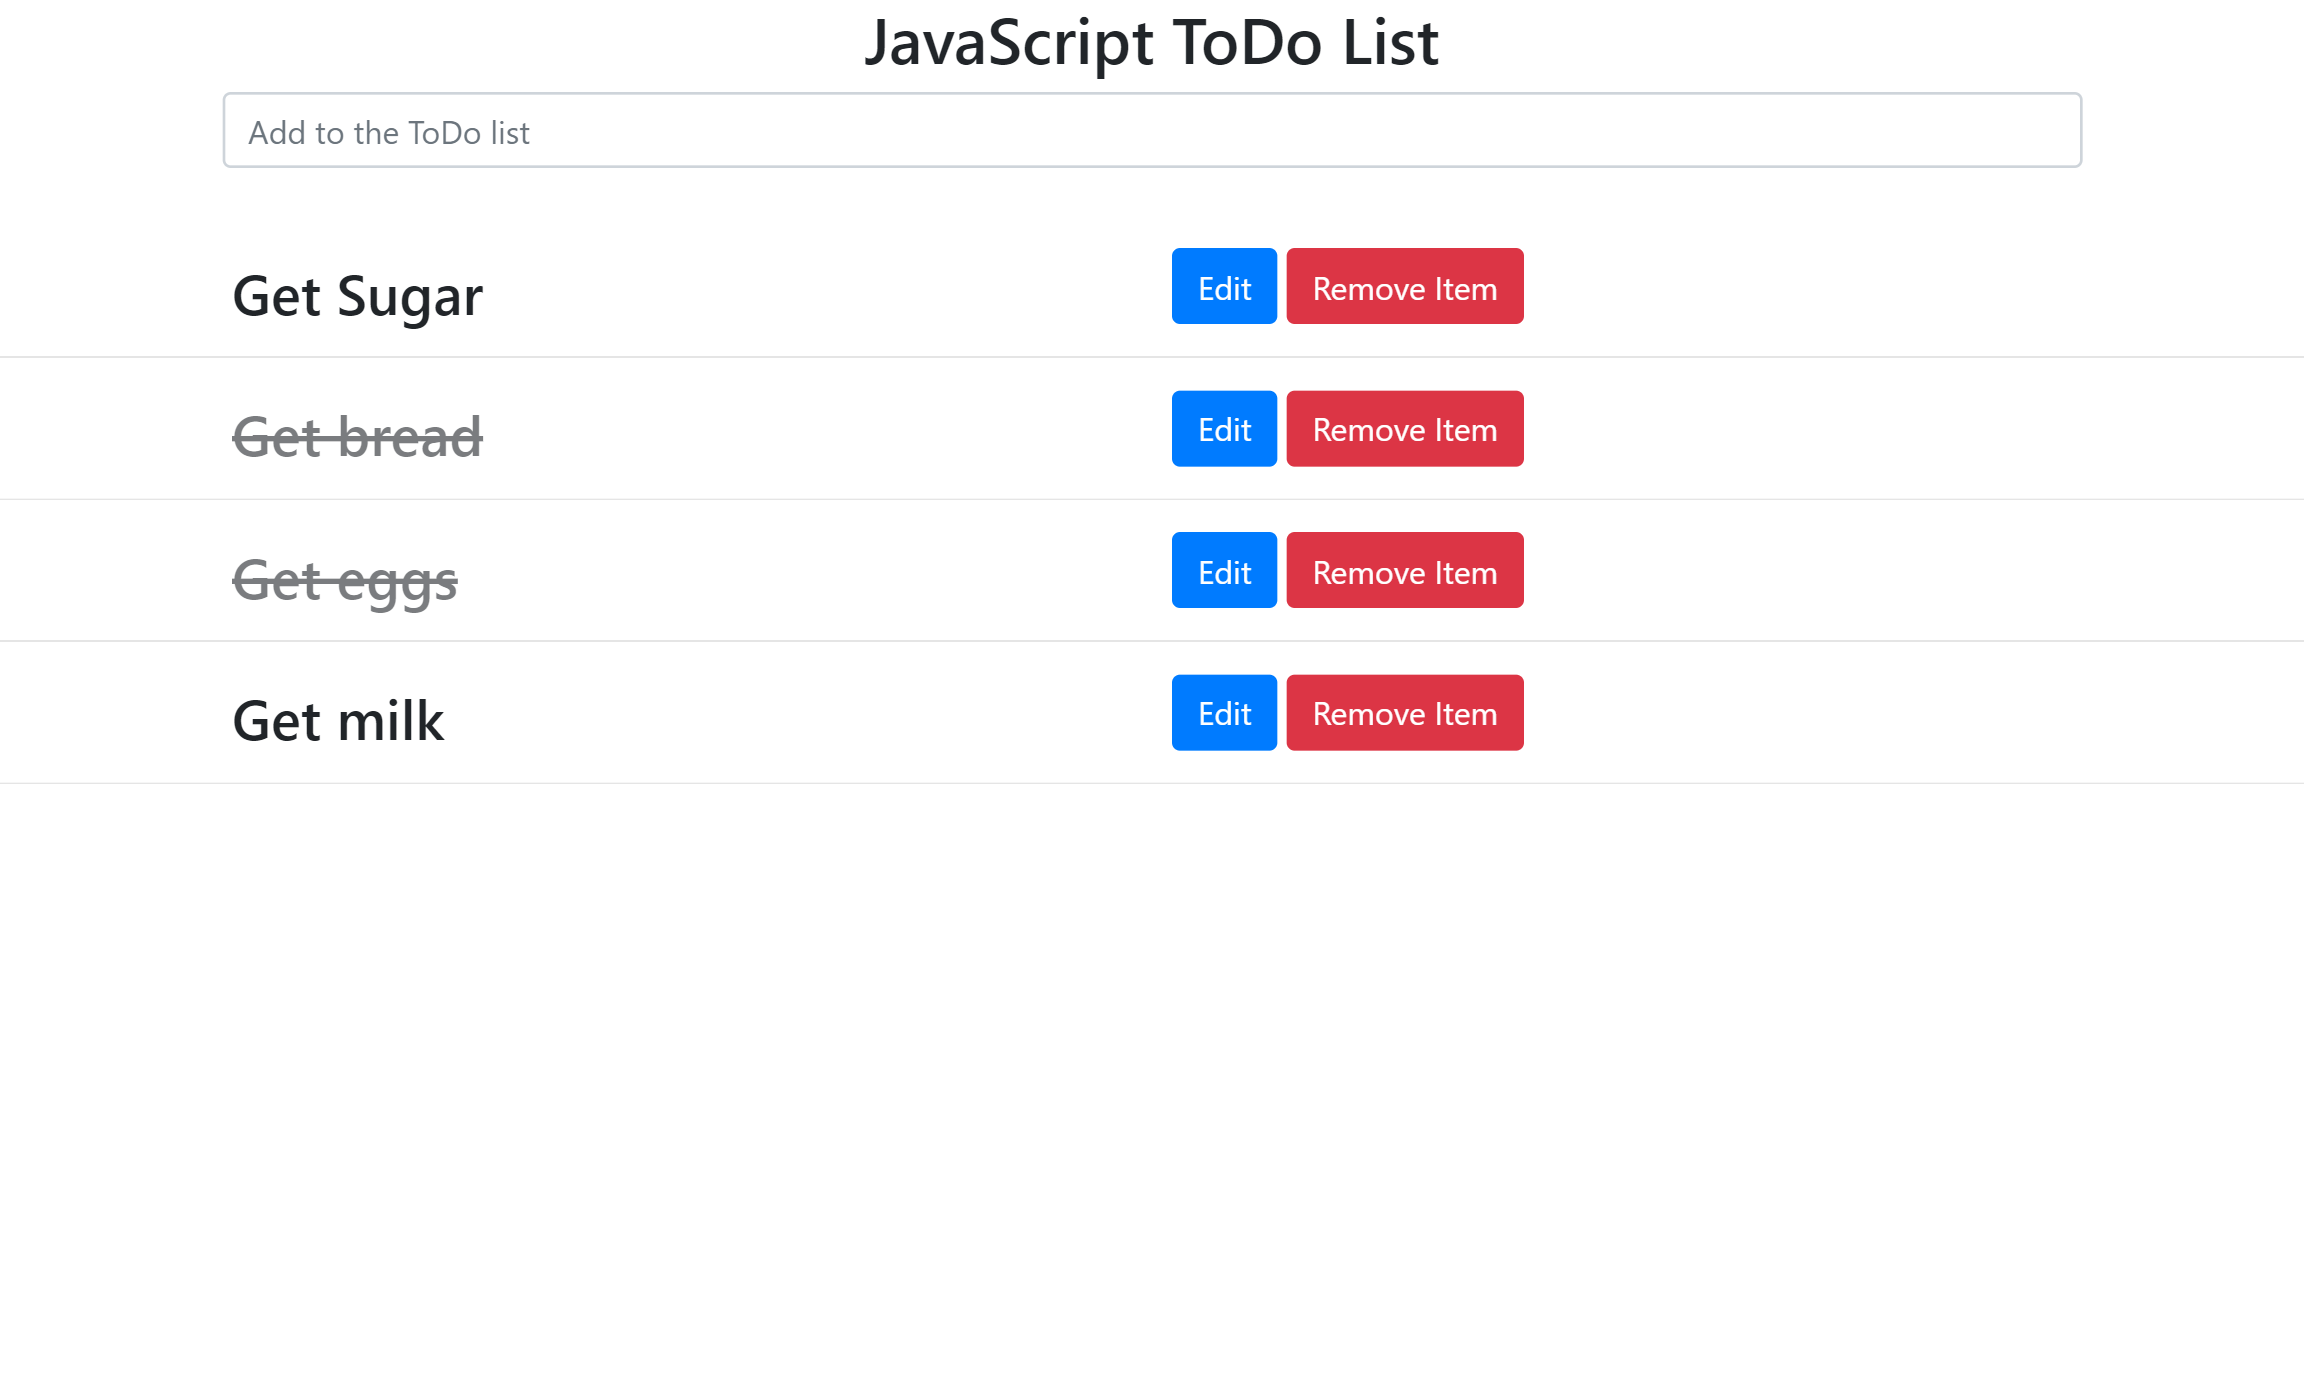 JavaScript ToDo List
Add to the ToDo list
Get Sugar Edit Remove Item
Get bread Edit Remove Item
Get eggs Edit Remove Item
Get milk Edit Remove Item